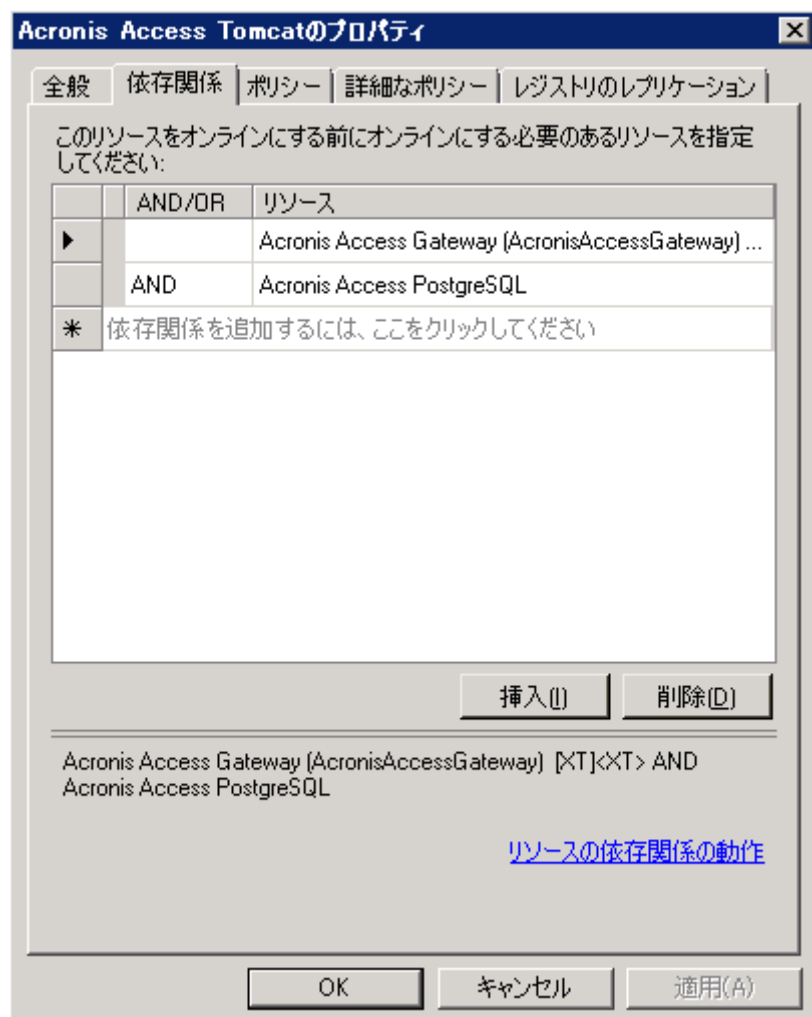 Acronis Access Tomcatのプロパティ
全般 依存関係 ポリシー 詳細なポリシー レジストリのレプリケーション
このリソースをオンラインにする前にオンラインにする必要のあるリソースを指定
してください:
AND/OR リソース
Acronis Access Gateway (AcronisAccessGateway) ...
AND Acronis Access PostgreSQL
依存関係を追加するには、ここをクリックしてください
挿入(I) 削除(D)
Acronis Access Gateway (AcronisAccessGateway) [XT]<XT> AND
Acronis Access PostgreSQL
リソースの依存関係の動作
OK キャンセル 適用(A)